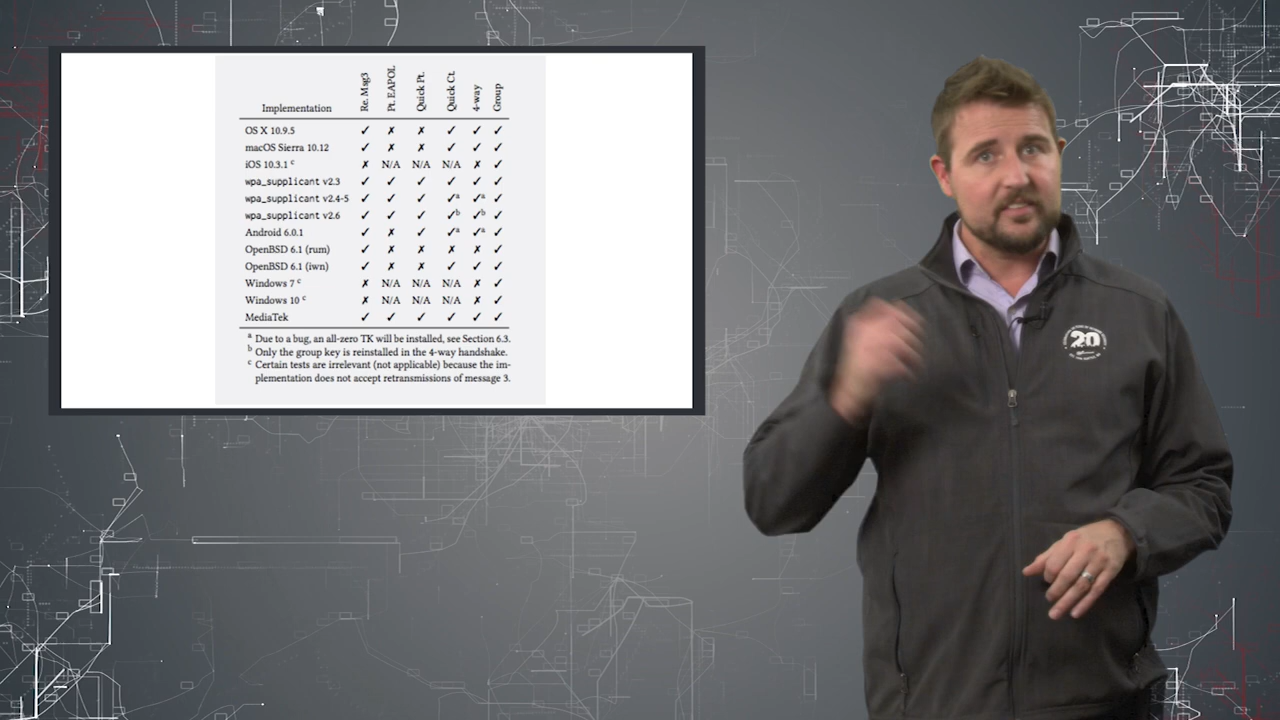 Implementation Re. Msg3 Pt. EAPOL Quick Pt. Quick Ct. 4-way Group
OS X 10.9.5 ✓ ✗ ✗ ✓ ✓ ✓
macOS Sierra 10.12 ✓ ✗ ✗ ✓ ✓ ✓
iOS 10.3.1 c ✗ N/A N/A N/A ✗ ✓
wpa_supplicant v2.3 ✓ ✓ ✓ ✓ ✓ ✓
wpa_supplicant v2.4-5 ✓ ✓ ✓ ✓a ✓a ✓
wpa_supplicant v2.6 ✓ ✓ ✓ ✓b ✓b ✓
Android 6.0.1 ✓ ✗ ✓ ✓a ✓a ✓
OpenBSD 6.1 (rum) ✓ ✗ ✗ ✗ ✗ ✓
OpenBSD 6.1 (iwn) ✓ ✗ ✗ ✓ ✓ ✓
Windows 7 c ✗ N/A N/A N/A ✗ ✓
Windows 10 c ✗ N/A N/A N/A ✗ ✓
MediaTek ✓ ✓ ✓ ✓ ✓ ✓
a Due to a bug, an all-zero TK will be installed, see Section 6.3.
b Only the group key is reinstalled in the 4-way handshake.
c Certain tests are irrelevant (not applicable) because the im-
plementation does not accept retransmissions of message 3.
20